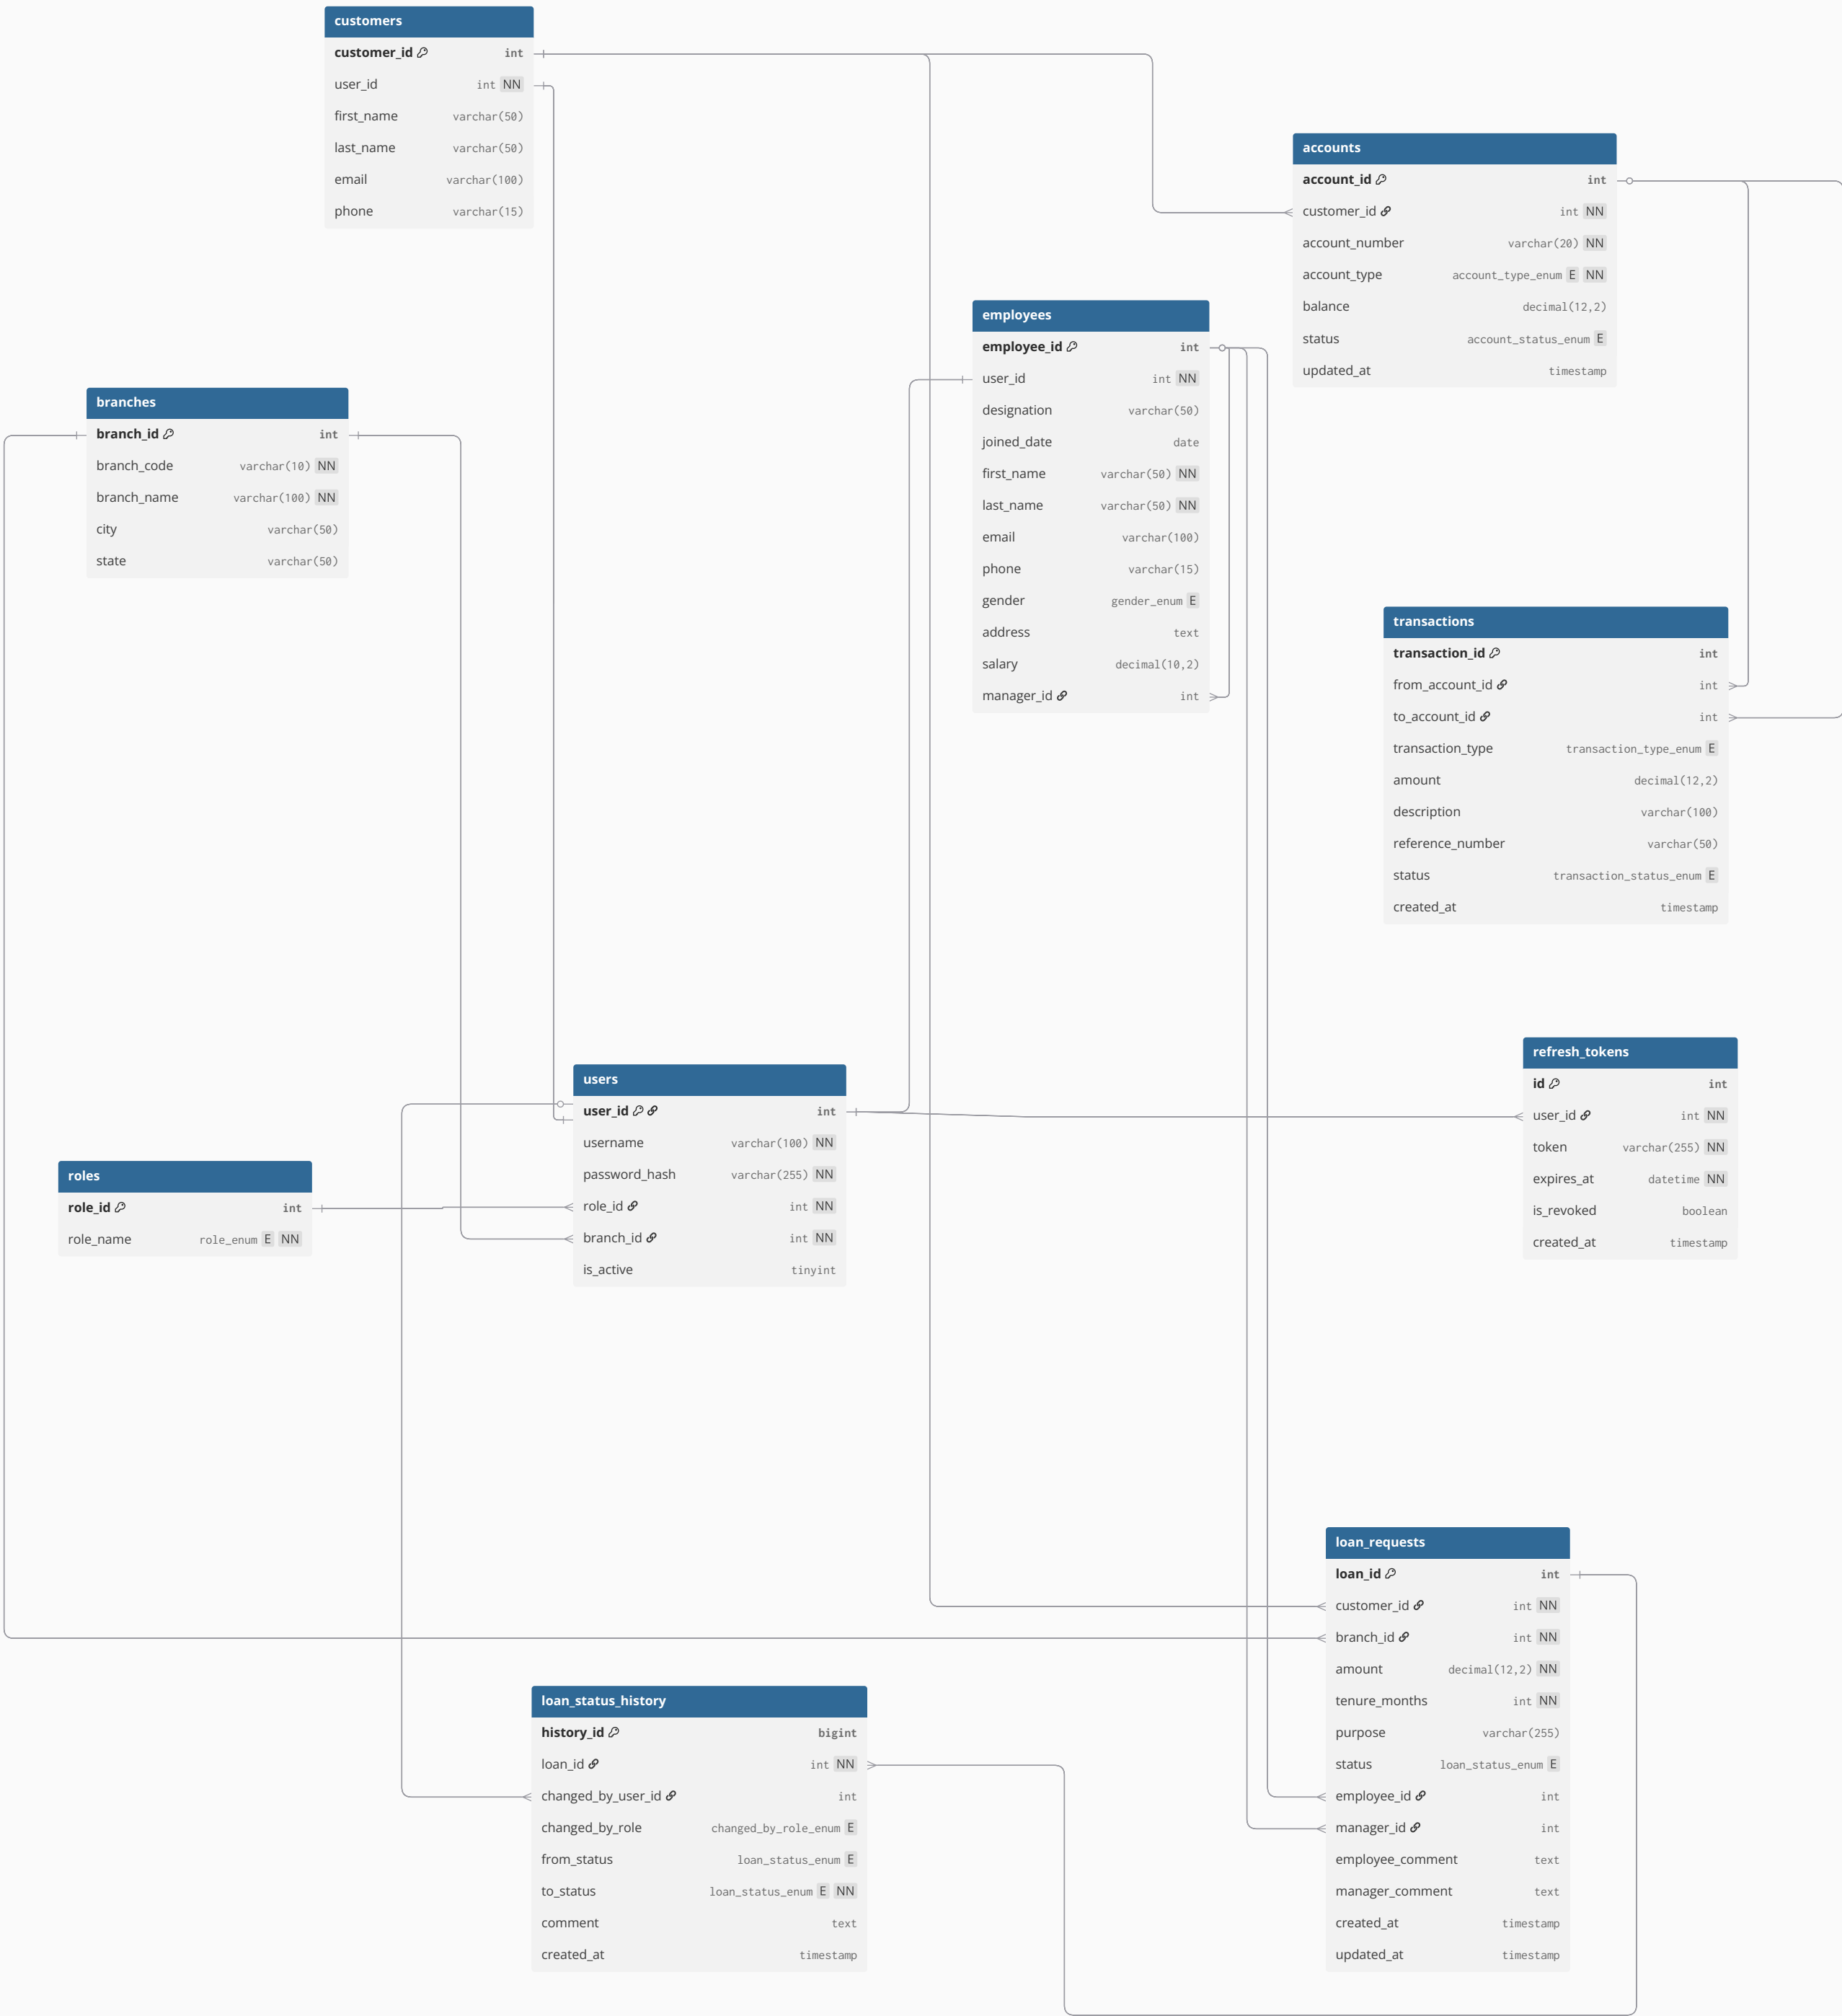 customers
customer_id int
user_id int NN
first_name varchar(50)
last_name varchar(50)
email varchar(100)
phone varchar(15)
accounts
account_id int
customer_id int NN
account_number varchar(20) NN
account_type account_type_enum E NN
balance decimal(12,2)
status account_status_enum E
updated_at timestamp
employees
employee_id int
user_id int NN
designation varchar(50)
joined_date date
first_name varchar(50) NN
last_name varchar(50) NN
email varchar(100)
phone varchar(15)
gender gender_enum E
address text
salary decimal(10,2)
manager_id int
branches
branch_id int
branch_code varchar(10) NN
branch_name varchar(100) NN
city varchar(50)
state varchar(50)
transactions
transaction_id int
from_account_id int
to_account_id int
transaction_type transaction_type_enum E
amount decimal(12,2)
description varchar(100)
reference_number varchar(50)
status transaction_status_enum E
created_at timestamp
refresh_tokens
id int
user_id int NN
token varchar(255) NN
expires_at datetime NN
is_revoked boolean
created_at timestamp
users
user_id int
username varchar(100) NN
password_hash varchar(255) NN
role_id int NN
branch_id int NN
is_active tinyint
roles
role_id int
role_name role_enum E NN
loan_requests
loan_id int
customer_id int NN
branch_id int NN
amount decimal(12,2) NN
tenure_months int NN
purpose varchar(255)
status loan_status_enum E
employee_id int
manager_id int
employee_comment text
manager_comment text
created_at timestamp
updated_at timestamp
loan_status_history
history_id bigint
loan_id int NN
changed_by_user_id int
changed_by_role changed_by_role_enum E
from_status loan_status_enum E
to_status loan_status_enum E NN
comment text
created_at timestamp